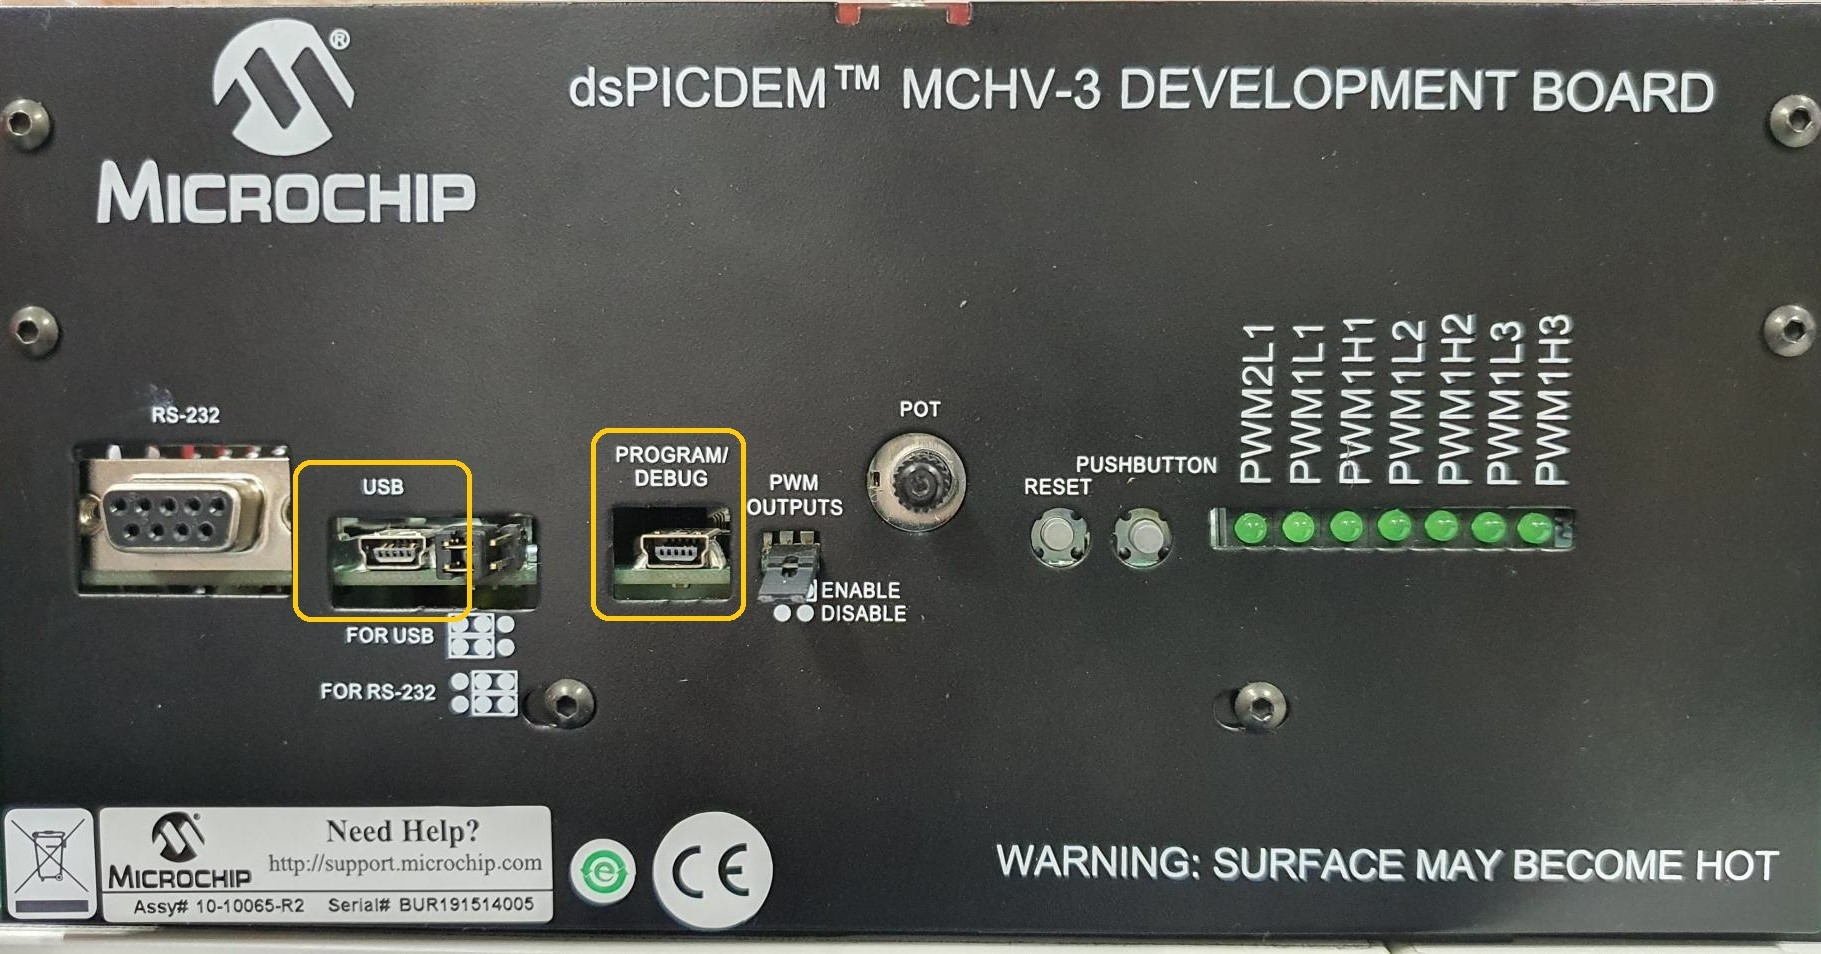 ®
MICROCHIP
dsPICDEM™ MCHV-3 DEVELOPMENT BOARD
RS-232
USB
FOR USB
FOR RS-232
PROGRAM/
DEBUG
PWM
OUTPUTS
ENABLE
DISABLE
POT
RESET
PUSHBUTTON
PWM2L1
PWM1L1
PWM1H1
PWM1L2
PWM1H2
PWM1L3
PWM1H3
MICROCHIP
Need Help?
http://support.microchip.com
Assy# 10-10065-R2 Serial# BUR191514005
e
CE
WARNING: SURFACE MAY BECOME HOT